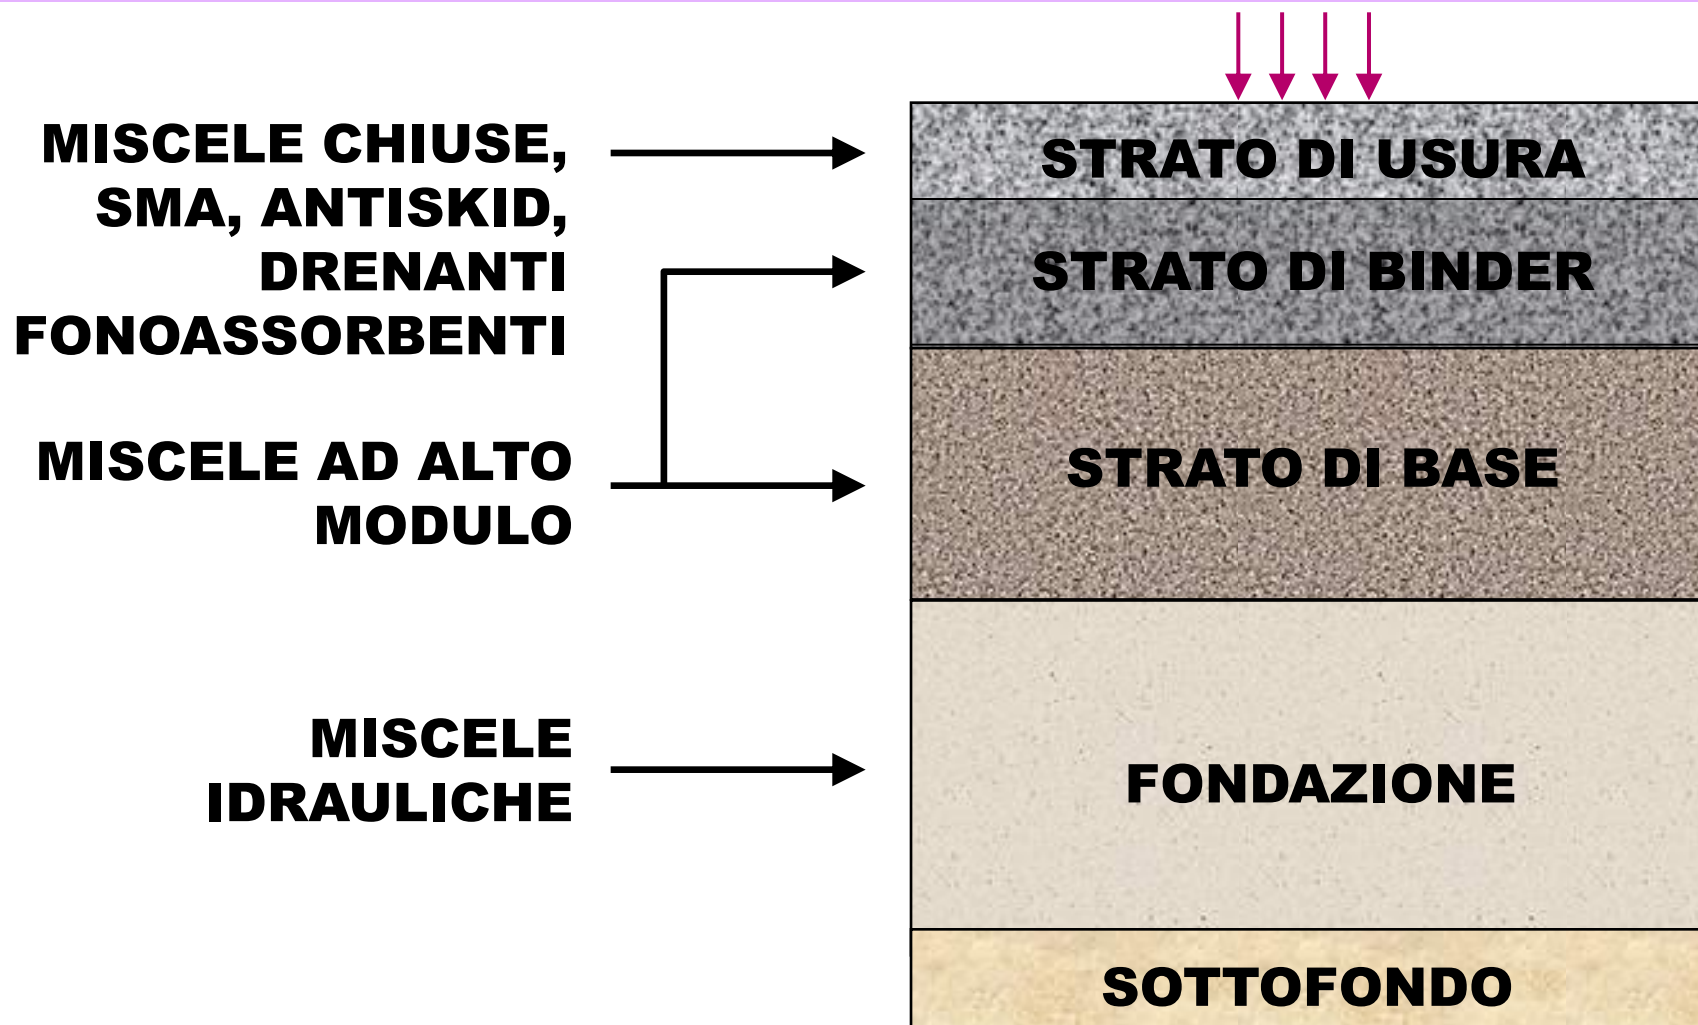 MISCELE CHIUSE,
SMA, ANTISKID,
DRENANTI
FONOASSORBENTI
MISCELE AD ALTO
MODULO
MISCELE
IDRAULICHE
STRATO DI USURA
STRATO DI BINDER
STRATO DI BASE
FONDAZIONE
SOTTOFONDO